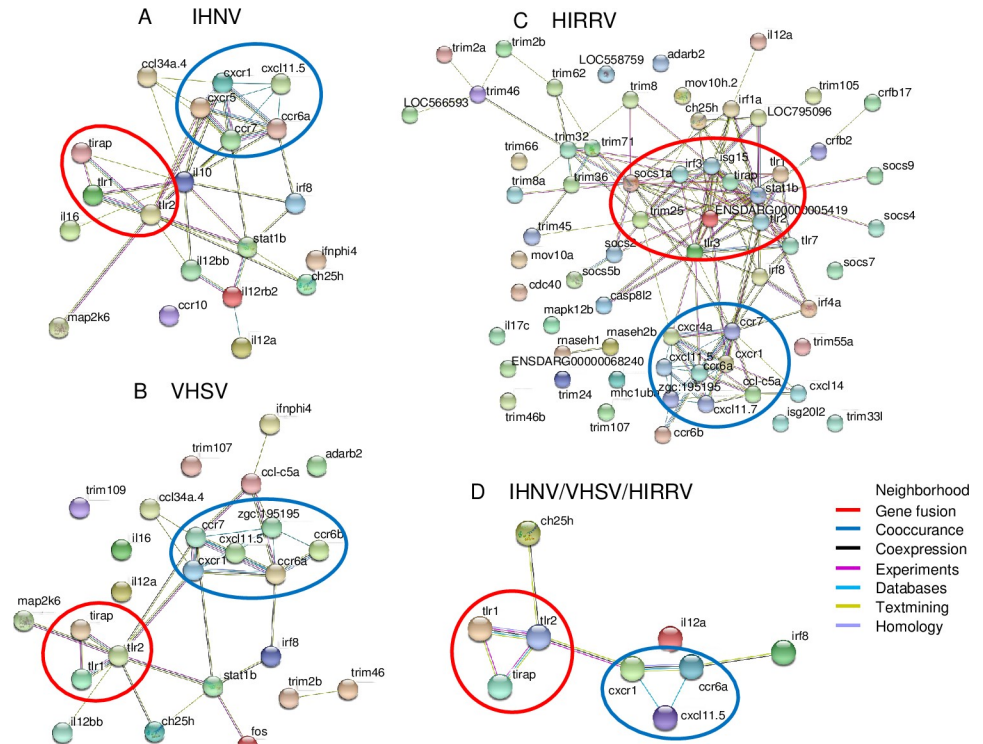 A IHNV
ccl34a.4
cxcr1
cxcl11.5
cxcr5
ccr6a
ccr7
tirap
tlr1
il10
tlr2
irf8
il16
stat1b
ifnphi4
il12bb
ch25h
il12rb2
ccr10
map2k6
il12a
B VHSV
ifnphi4
trim107
adarb2
ccl-c5a
trim109
ccl34a.4
zgc:195195
ccr7
cxcl11.5
ccr6b
il16
cxcr1
ccr6a
il12a
map2k6
tirap
tlr2
tlr1
irf8
stat1b
trim2b
trim46
il12bb
ch25h
fos
C HIRRV
il12a
trim2a
trim2b
adarb2
LOC558759
trim62
mov10h.2
trim105
trim46
trim8
crfb17
LOC566593
ch25h
irf1a
LOC795096
trim32
trim71
crfb2
trim66
isg15
irf3
tlr1
socs9
trim8a
trim36
socs1a
tirap
stat1b
ENSDARG00000005419
trim25
tlr2
socs4
trim45
socs2
tlr3
tlr7
mov10a
socs5b
irf8
socs7
cdc40
casp8l2
irf4a
mapk12b
il17c
rnaseh2b
cxcr4a
ccr7
rnaseh1
trim55a
ENSDARG00000068240
cxcl11.5
cxcr1
ccr6a
trim24
mhc1uba
zgc:195195
ccl-c5a
cxcl14
trim46b
cxcl11.7
trim107
isg20l2
trim33l
ccr6b
D IHNV/VHSV/HIRRV
ch25h
tlr1
tlr2
il12a
irf8
tirap
cxcr1
ccr6a
cxcl11.5
Neighborhood
Gene fusion
Cooccurance
Coexpression
Experiments
Databases
Textmining
Homology